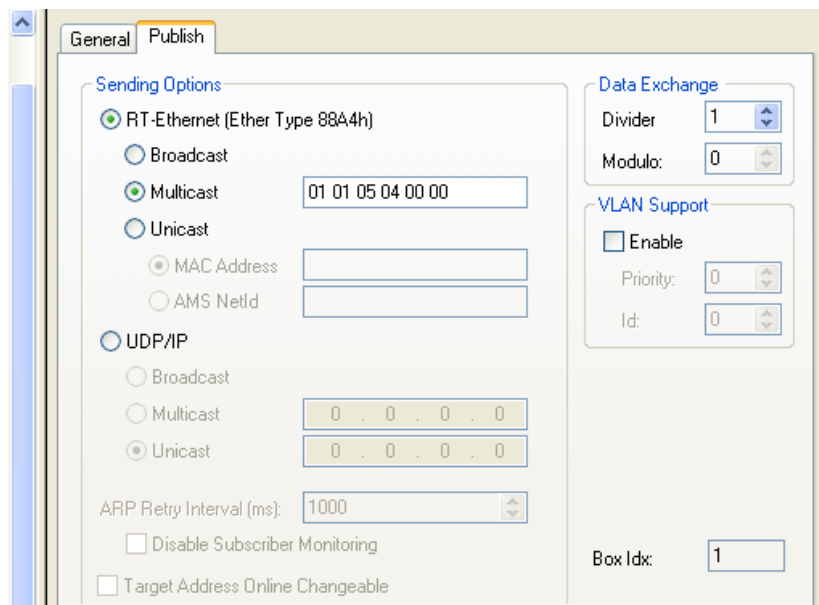 General
Publish
Sending Options
RT-Ethernet (Ether Type 88A4h)
Broadcast
Multicast 01 01 05 04 00 00
Unicast
MAC Address
AMS NetId
UDP/IP
Broadcast
Multicast 0 . 0 . 0 . 0
Unicast 0 . 0 . 0 . 0
ARP Retry Interval (ms): 1000
Disable Subscriber Monitoring
Target Address Online Changeable
Data Exchange
Divider 1
Modulo: 0
VLAN Support
Enable
Priority: 0
Id: 0
Box Idx: 1